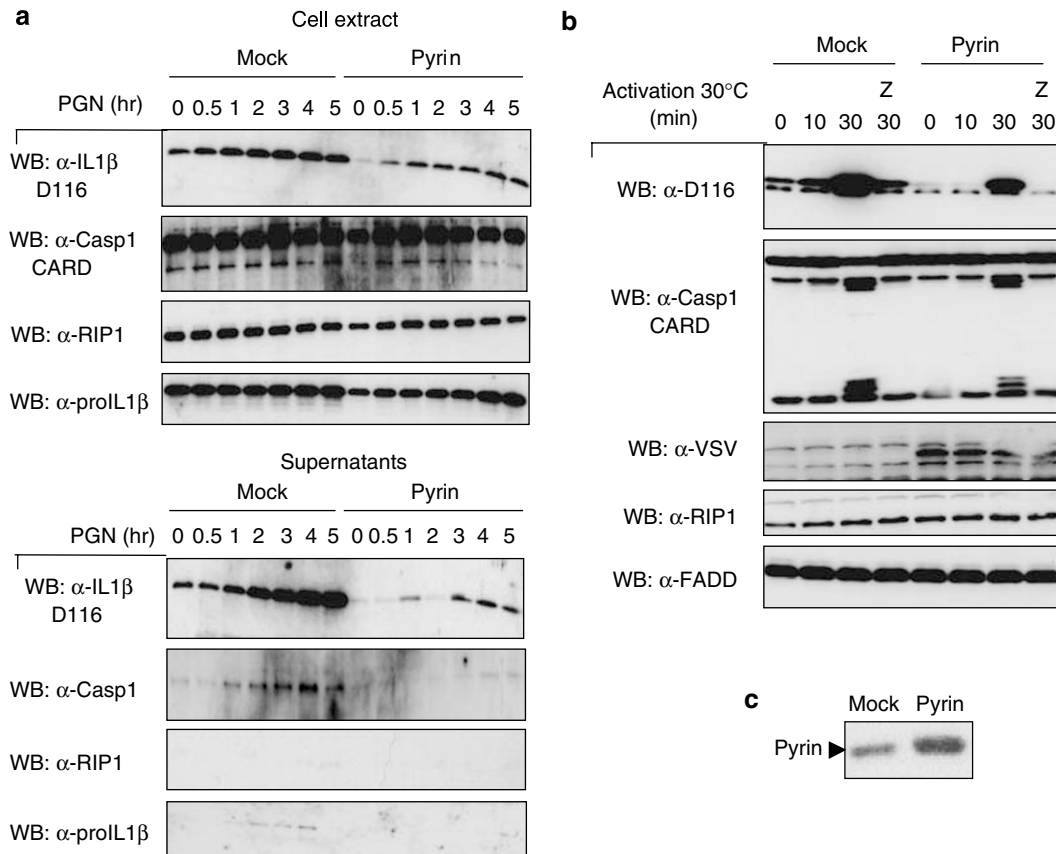 a
Cell extract
Mock Pyrin
PGN (hr) 0 0.5 1 2 3 4 5 0 0.5 1 2 3 4 5
WB: α-IL1β
D116
WB: α-Casp1
CARD
WB: α-RIP1
WB: α-proIL1β
Supernatants
Mock Pyrin
PGN (hr) 0 0.5 1 2 3 4 5 0 0.5 1 2 3 4 5
WB: α-IL1β
D116
WB: α-Casp1
WB: α-RIP1
WB: α-proIL1β
b
Mock Pyrin
Activation 30°C Z Z
(min) 0 10 30 30 0 10 30 30
WB: α-D116
WB: α-Casp1
CARD
WB: α-VSV
WB: α-RIP1
WB: α-FADD
c
Mock Pyrin
Pyrin